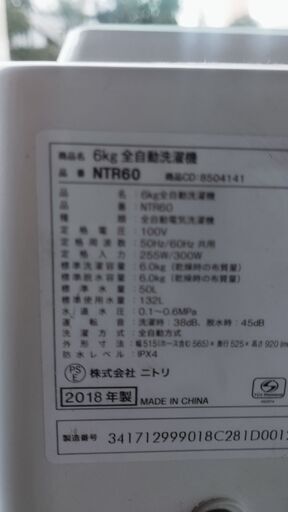 商品名 6kg 全自動洗濯機
品番 NTR60 商品CD:8504141
品名:6kg全自動洗濯機
品番:NTR60
種類:全自動電気洗濯機
定格電圧:100V
定格周波数:50Hz/60Hz 共用
定格入力:255W/300W
標準洗濯容量:6.0kg(乾燥時の布質量)
標準脱水容量:6.0kg(乾燥時の布質量)
標準水量:50L
標準使用水量:132L
水道水圧:0.1~0.6MPa
運転音:洗濯時:38dB、脱水時:45dB
洗濯方式:全自動方式
外形寸法:幅515(ホース含む565)×奥行525×高さ920(mm
防水レベル:IPX4
PSE 株式会社 ニトリ
2018年製 MADE IN CHINA
製造番号 341712999018C281D001